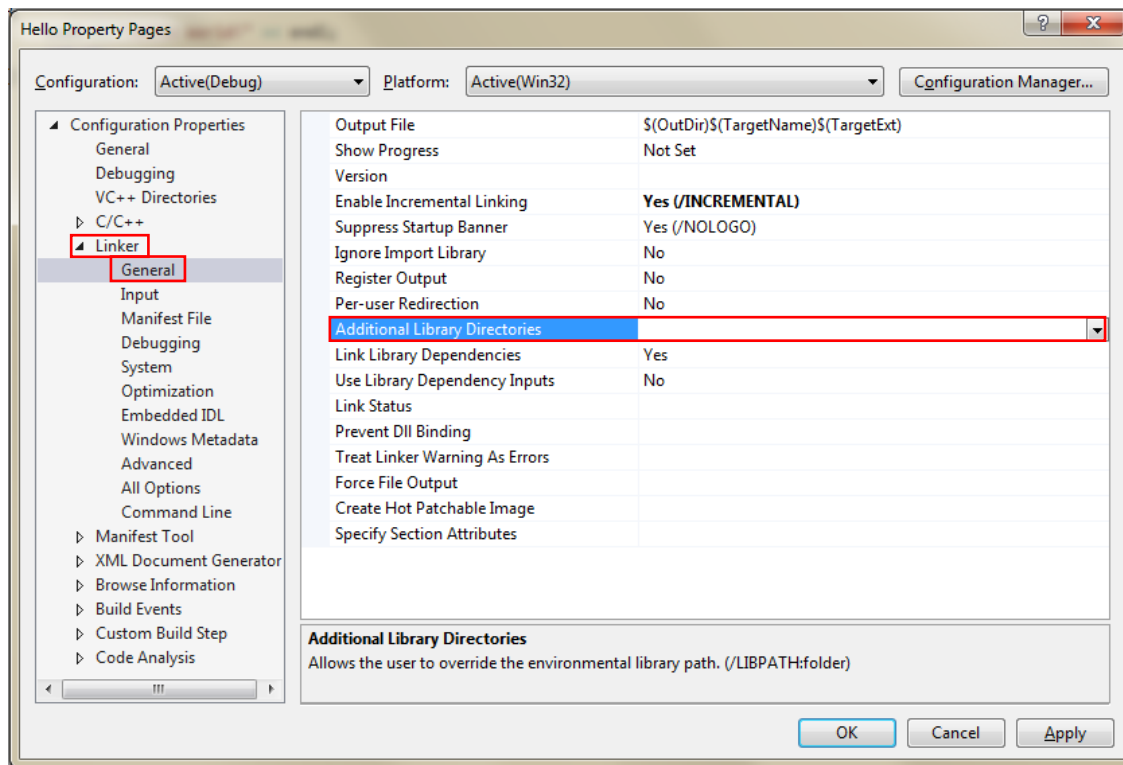 Hello Property Pages
Configuration: Active(Debug) Platform: Active(Win32) Configuration Manager...
Configuration Properties
General
Debugging
VC++ Directories
C/C++
Linker
General
Input
Manifest File
Debugging
System
Optimization
Embedded IDL
Windows Metadata
Advanced
All Options
Command Line
Manifest Tool
XML Document Generator
Browse Information
Build Events
Custom Build Step
Code Analysis
Output File $(OutDir)$(TargetName)$(TargetExt)
Show Progress Not Set
Version
Enable Incremental Linking Yes (/INCREMENTAL)
Suppress Startup Banner Yes (/NOLOGO)
Ignore Import Library No
Register Output No
Per-user Redirection No
Additional Library Directories
Link Library Dependencies Yes
Use Library Dependency Inputs No
Link Status
Prevent Dll Binding
Treat Linker Warning As Errors
Force File Output
Create Hot Patchable Image
Specify Section Attributes
Additional Library Directories
Allows the user to override the environmental library path. (/LIBPATH:folder)
OK Cancel Apply